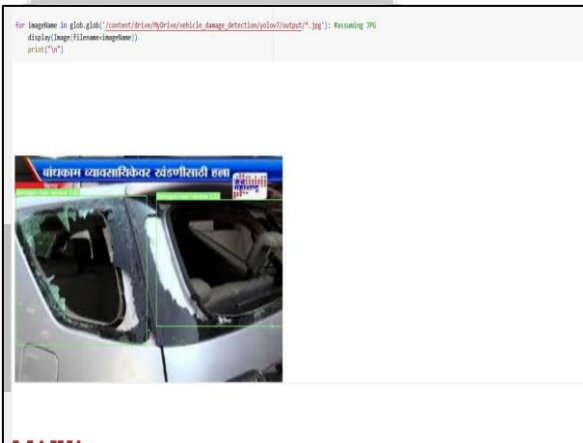 for imageName in glob.glob('/content/drive/MyDrive/vehicle_damage_detection/yolov7/output/*.jpg'): #assuming JPG
display(Image(filename=imageName))
print("\n")
बांधकाम व्यावसायिकेवर खंडणीसाठी हल्ला